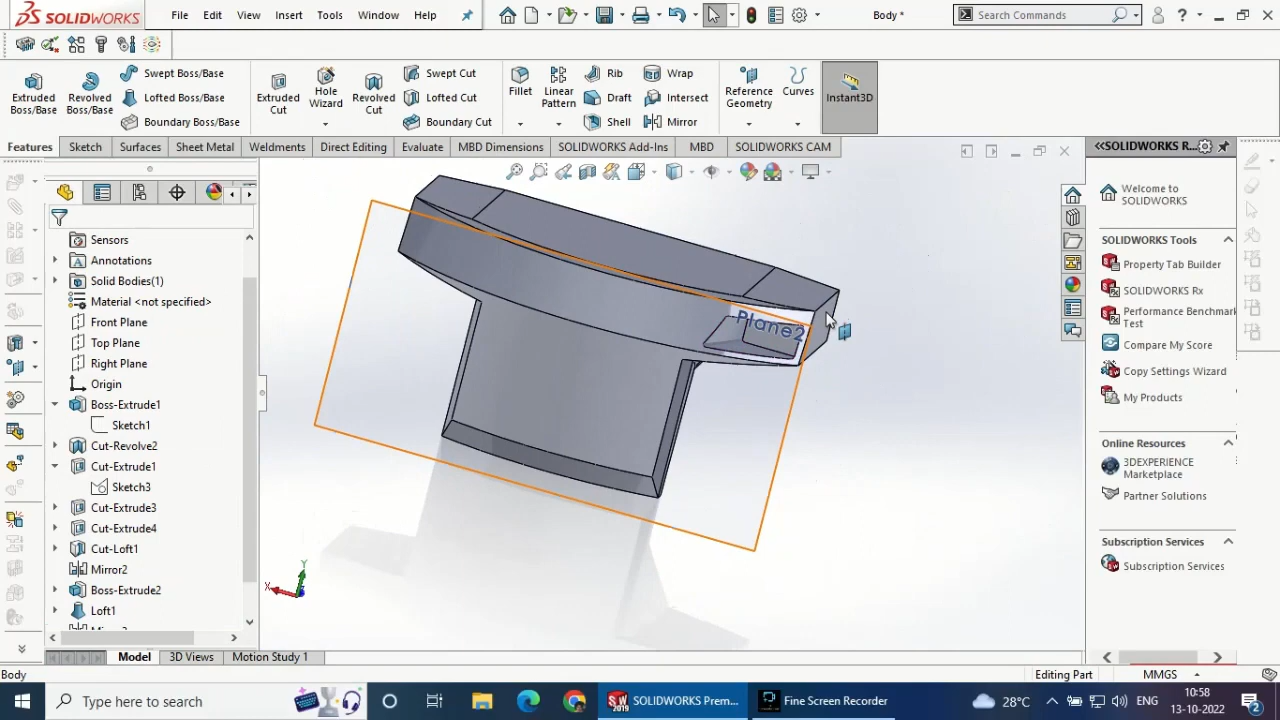 SOLIDWORKS
File Edit View Insert Tools Window Help
Body *
Search Commands
Extruded Boss/Base
Revolved Boss/Base
Swept Boss/Base
Lofted Boss/Base
Boundary Boss/Base
Extruded Cut
Hole Wizard
Revolved Cut
Swept Cut
Lofted Cut
Boundary Cut
Fillet
Linear Pattern
Rib
Draft
Shell
Wrap
Intersect
Mirror
Reference Geometry
Curves
Instant3D
Features Sketch Surfaces Sheet Metal Weldments Direct Editing Evaluate MBD Dimensions SOLIDWORKS Add-Ins MBD SOLIDWORKS CAM
Sensors
Annotations
Solid Bodies(1)
Material <not specified>
Front Plane
Top Plane
Right Plane
Origin
Boss-Extrude1
Sketch1
Cut-Revolve2
Cut-Extrude1
Sketch3
Cut-Extrude3
Cut-Extrude4
Cut-Loft1
Mirror2
Boss-Extrude2
Loft1
Plane2
Y
X
SOLIDWORKS R...
Welcome to
SOLIDWORKS
SOLIDWORKS Tools
Property Tab Builder
SOLIDWORKS Rx
Performance Benchmark
Test
Compare My Score
Copy Settings Wizard
My Products
Online Resources
3DEXPERIENCE
Marketplace
Partner Solutions
Subscription Services
Subscription Services
Model 3D Views Motion Study 1
Body
Editing Part
MMGS
Type here to search
SW 2019
SOLIDWORKS Prem...
Fine Screen Recorder
28°C
ENG
10:58
13-10-2022
2